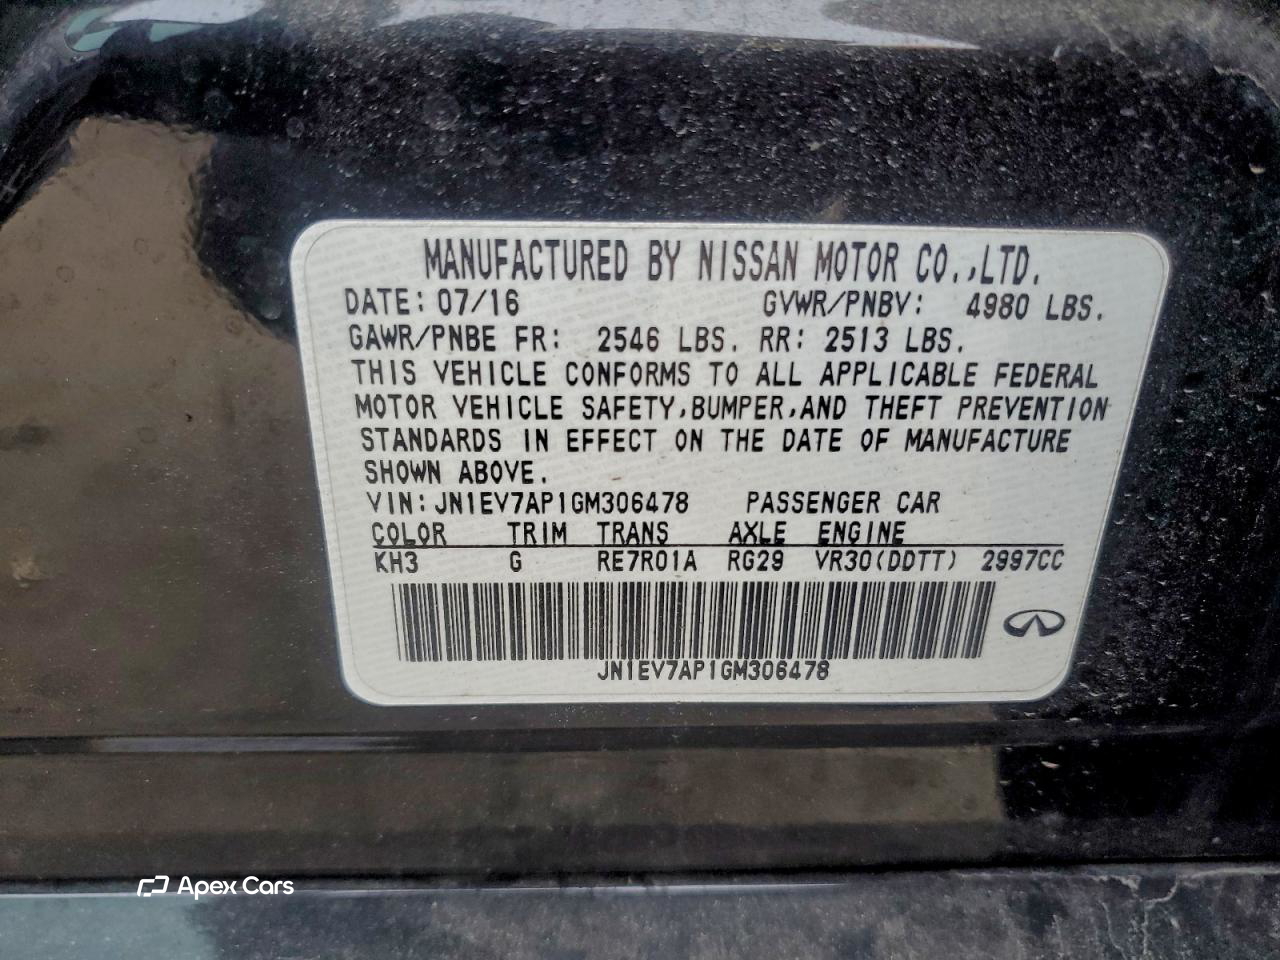 MANUFACTURED BY NISSAN MOTOR CO.,LTD.
DATE: 07/16 GVWR/PNBV: 4980 LBS.
GAWR/PNBE FR: 2546 LBS. RR: 2513 LBS.
THIS VEHICLE CONFORMS TO ALL APPLICABLE FEDERAL
MOTOR VEHICLE SAFETY,BUMPER,AND THEFT PREVENTION
STANDARDS IN EFFECT ON THE DATE OF MANUFACTURE
SHOWN ABOVE.
VIN:JN1EV7AP1GM306478 PASSENGER CAR
COLOR TRIM TRANS AXLE ENGINE
KH3 G RE7R01A RG29 VR30(DDTT) 2997CC
JN1EV7AP1GM306478
Apex Cars